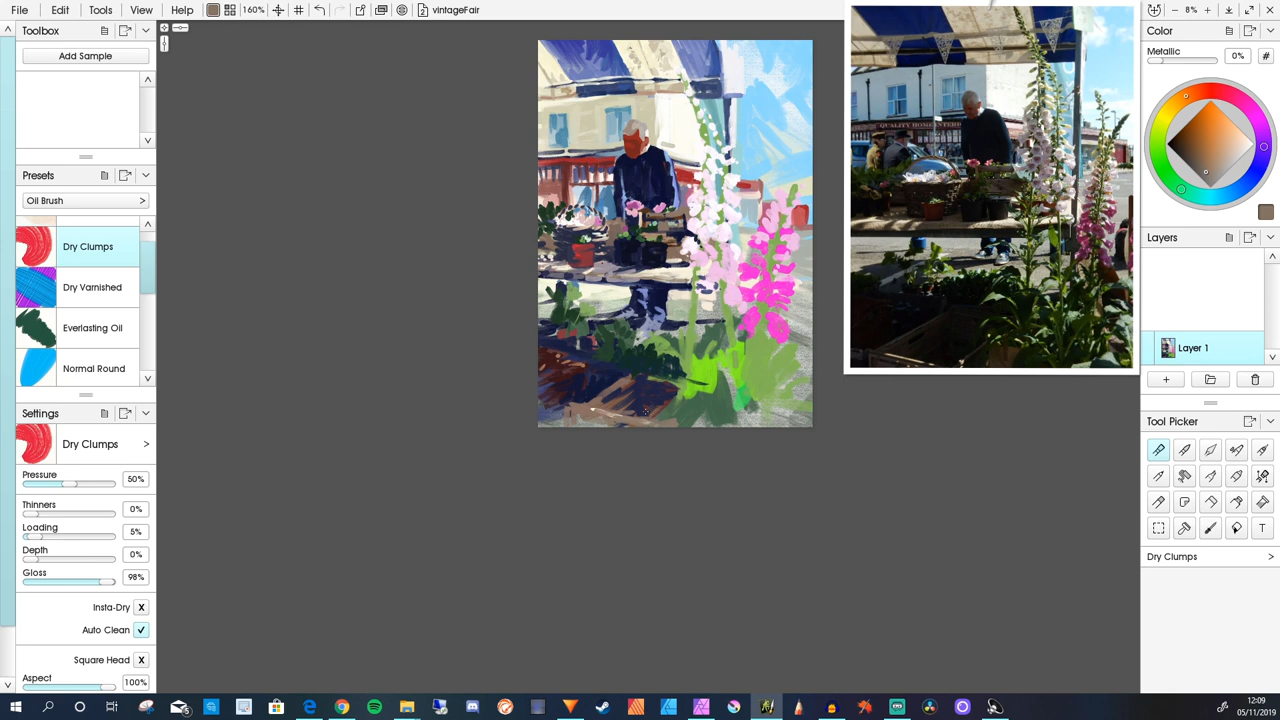 File Edit Tools View Help 160% vintageFair 8%
Toolbox
Add Sample
Presets
Oil Brush >
Dry Clumps
Dry Varnished
Everlasting Oil
Normal Round
Settings
Dry Clumps >
Pressure 50%
Thinners 0%
Loading 5%
Depth 0%
Gloss 98%
Insta-Dry X
Auto Clean ✓
Square Head X
Aspect 100%
QUALITY HOME
Color
Metallic
0% #
Layers
Layer 1
Tool Picker
T
Dry Clumps >
12:09
05/11/2019